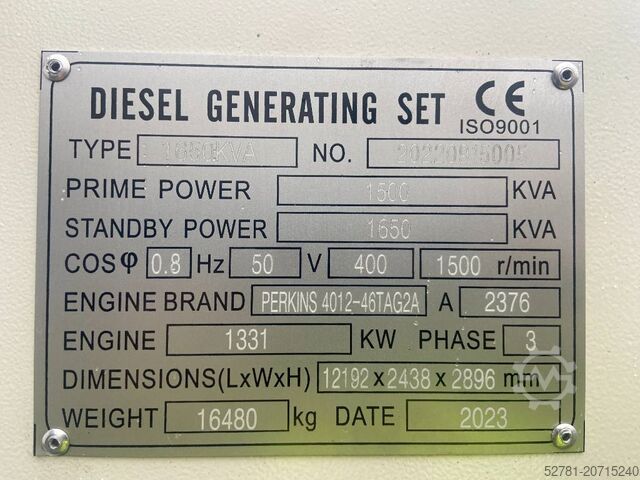 DIESEL GENERATING SET CE
ISO9001
TYPE 1650KVA NO. 20220915005
PRIME POWER 1500 KVA
STANDBY POWER 1650 KVA
COSφ 0.8 Hz 50 V 400 1500 r/min
ENGINE BRAND PERKINS 4012-46TAG2A A 2376
ENGINE 1331 KW PHASE 3
DIMENSIONS(LxWxH) 12192 x 2438 x 2896 mm
WEIGHT 16480 kg DATE 2023
52781-20715240